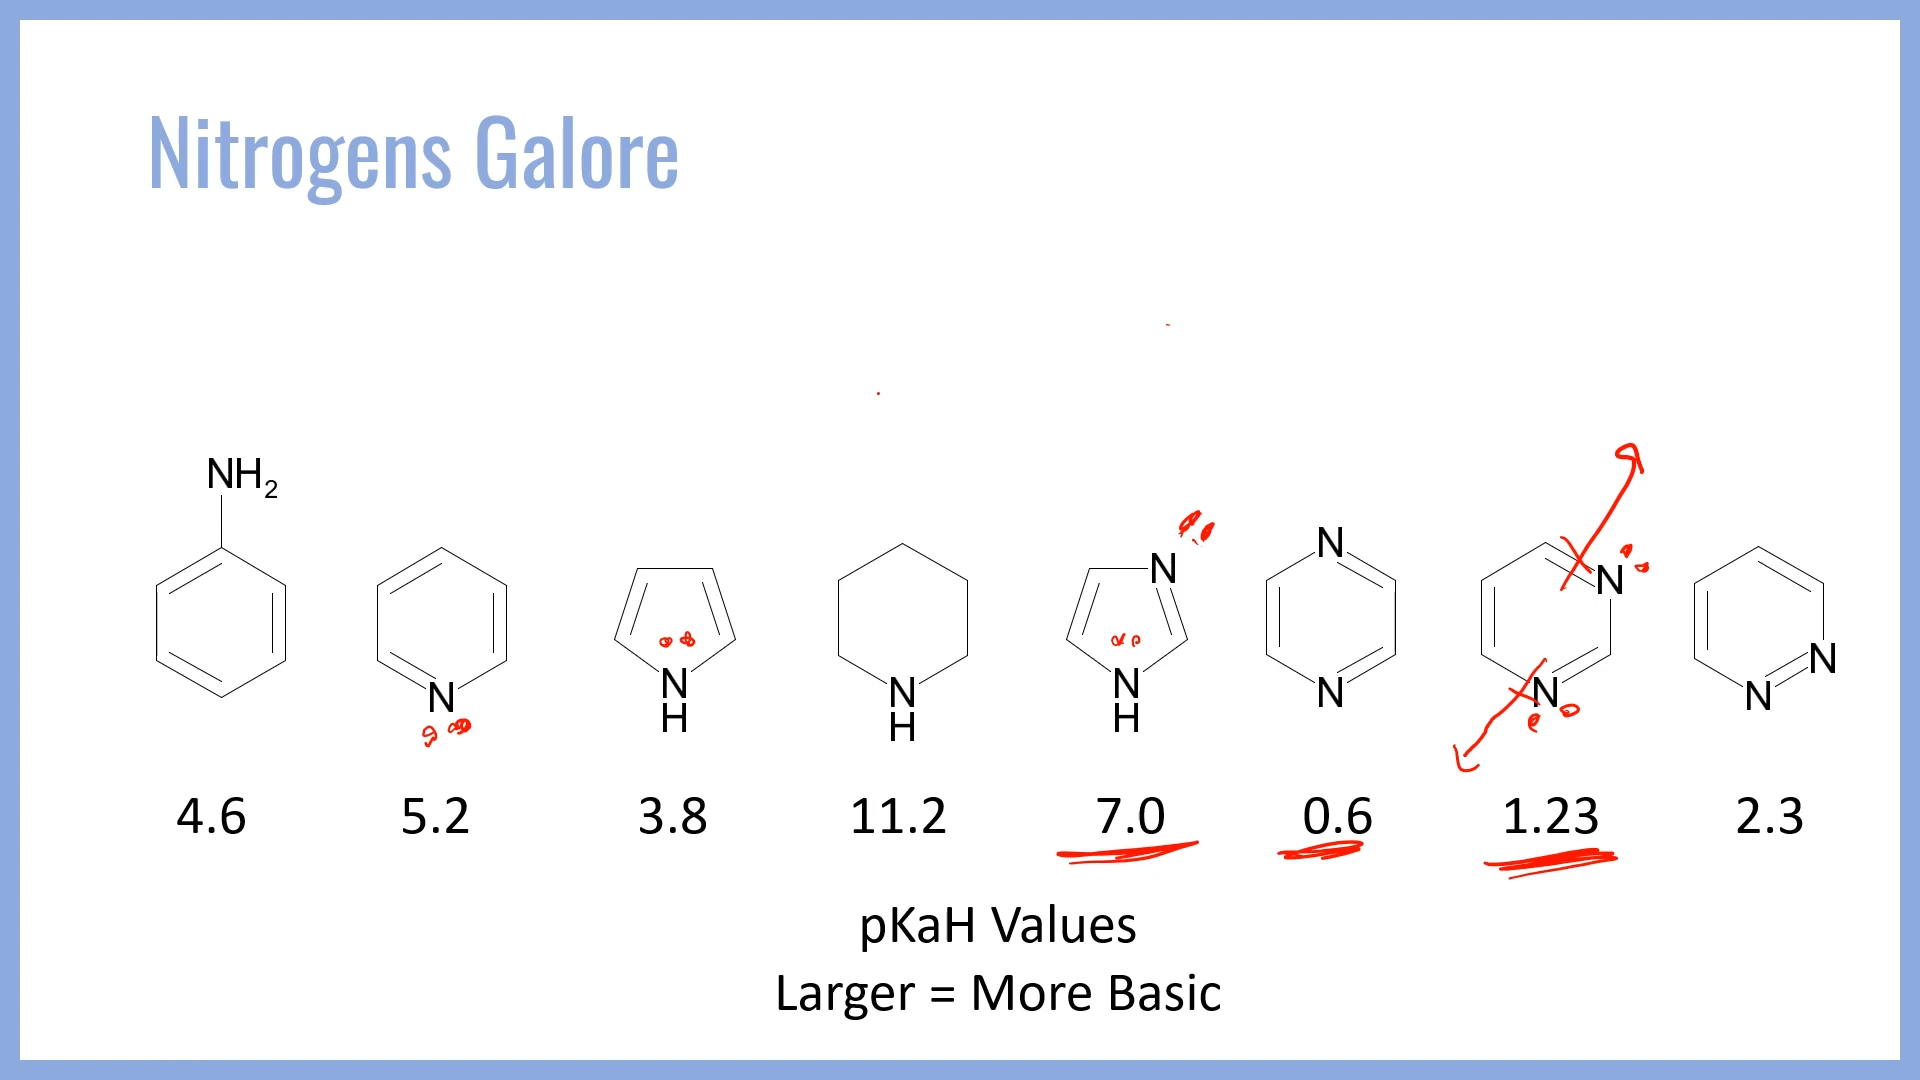 Nitrogens Galore
NH2
N
N
H
N
H
N
N
H
N
N
N
N
N
N
4.6 5.2 3.8 11.2 7.0 0.6 1.23 2.3
pKaH Values
Larger = More Basic